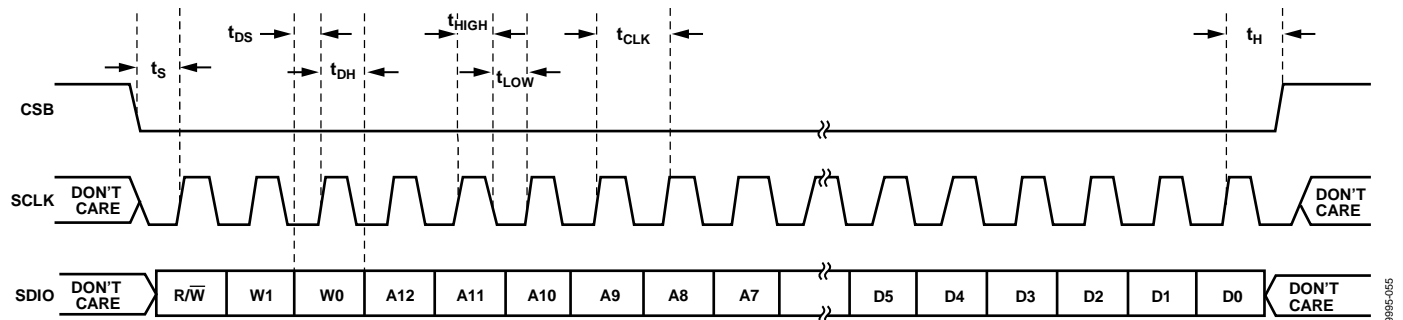 tDS
tHIGH
tCLK
tH
tS
tDH
tLOW
CSB
SCLK
DON'T
CARE
DON'T
CARE
SDIO
DON'T
CARE
R/W̅
W1
W0
A12
A11
A10
A9
A8
A7
D5
D4
D3
D2
D1
D0
DON'T
CARE
9995-055